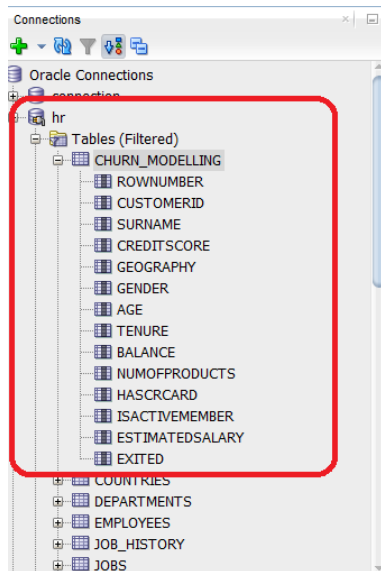 Connections
Oracle Connections
connection
hr
Tables (Filtered)
CHURN_MODELLING
ROWNUMBER
CUSTOMERID
SURNAME
CREDITSCORE
GEOGRAPHY
GENDER
AGE
TENURE
BALANCE
NUMOFPRODUCTS
HASCRCARD
ISACTIVEMEMBER
ESTIMATEDSALARY
EXITED
COUNTRIES
DEPARTMENTS
EMPLOYEES
JOB_HISTORY
JOBS